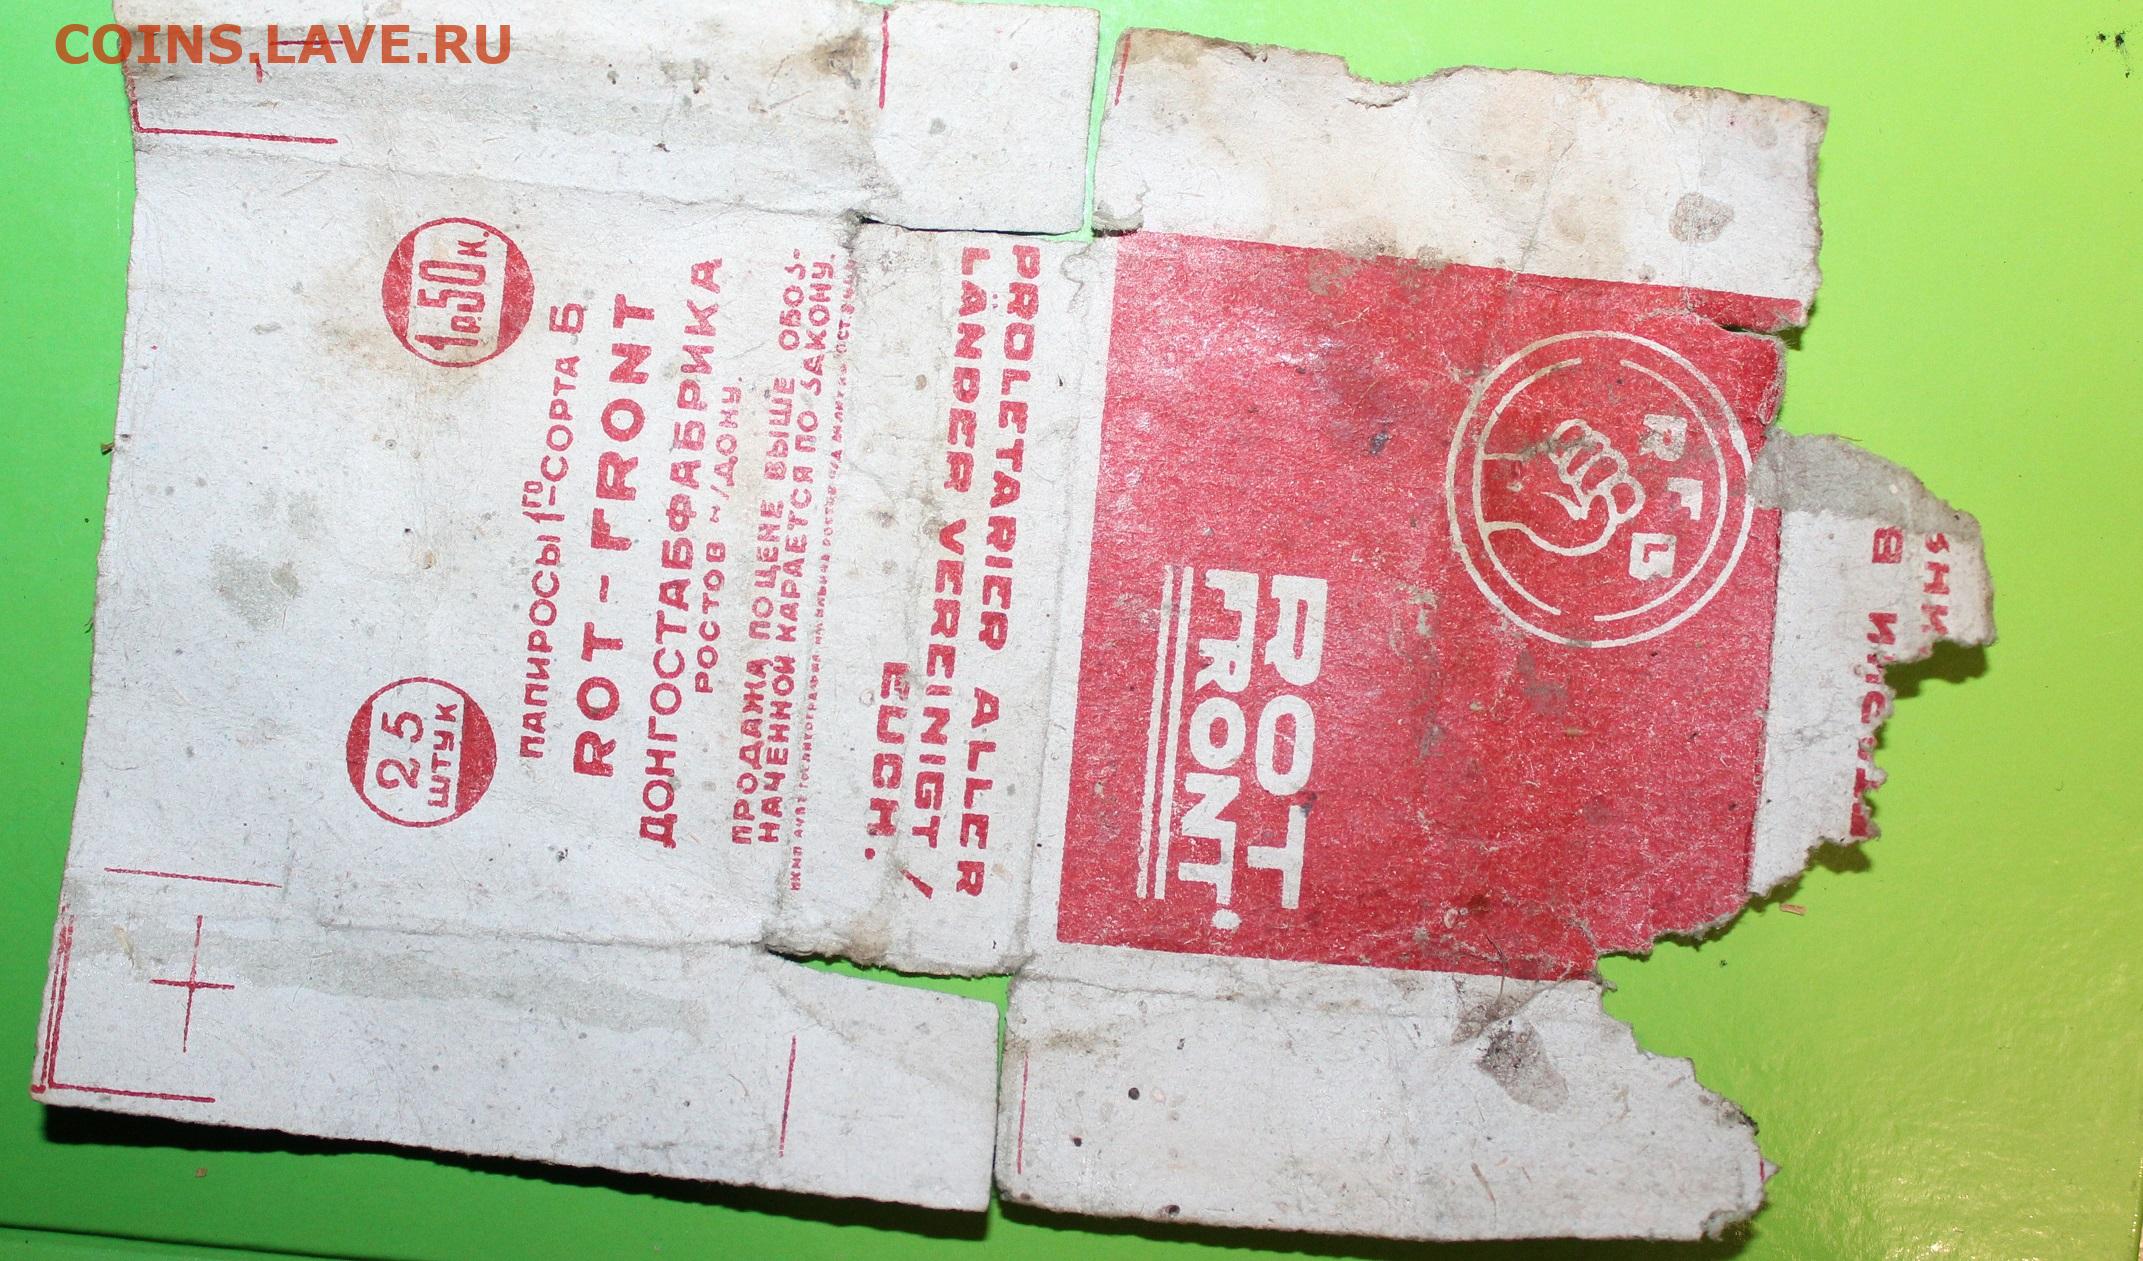 COINS.LAVE.RU
1р.50к.
25
ШТУК
ПАПИРОСЫ 1ГО СОРТА Б
ROT-FRONT
ДОНГОСТАБФАБРИКА
РОСТОВ Н/ДОНУ.
ПРОДАЖА ПО ЦЕНЕ ВЫШЕ ОБОЗ-
НАЧЕННОЙ КАРАЕТСЯ ПО ЗАКОНУ.
PROLETARIER ALLER
LÄNDER VEREINIGT /
EUCH.
RFB
ROT
FRONT.
В